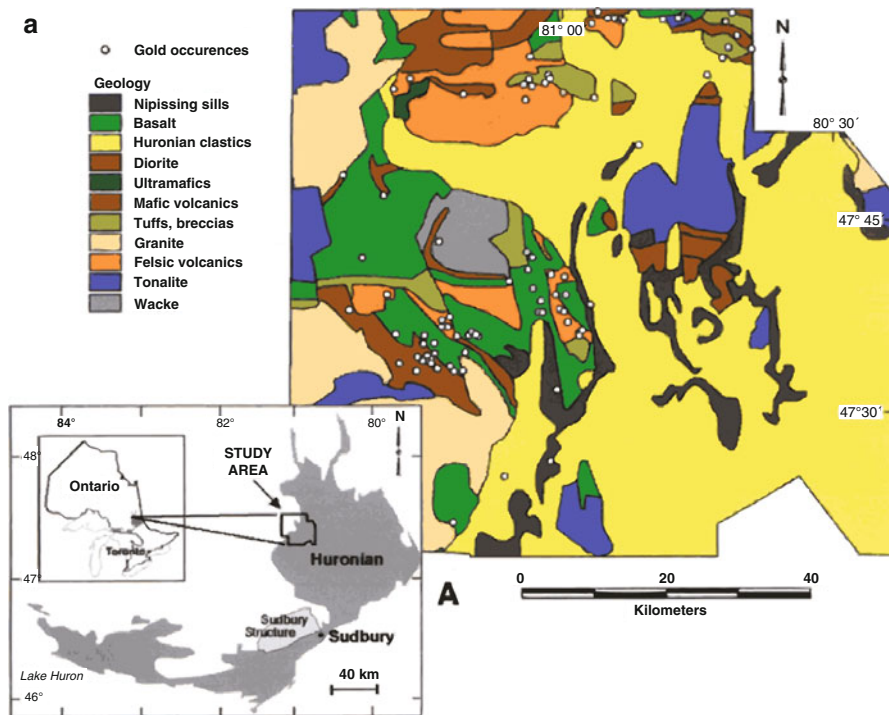 a
Gold occurences
Geology
Nipissing sills
Basalt
Huronian clastics
Diorite
Ultramafics
Mafic volcanics
Tuffs, breccias
Granite
Felsic volcanics
Tonalite
Wacke
81° 00
N
80° 30´
47° 45
47° 30´
A
0 20 40
Kilometers
84° 82° 80°
N
48°
47°
46°
STUDY
AREA
Ontario
Toronto
Huronian
Sudbury
Structure
Sudbury
Lake Huron
40 km